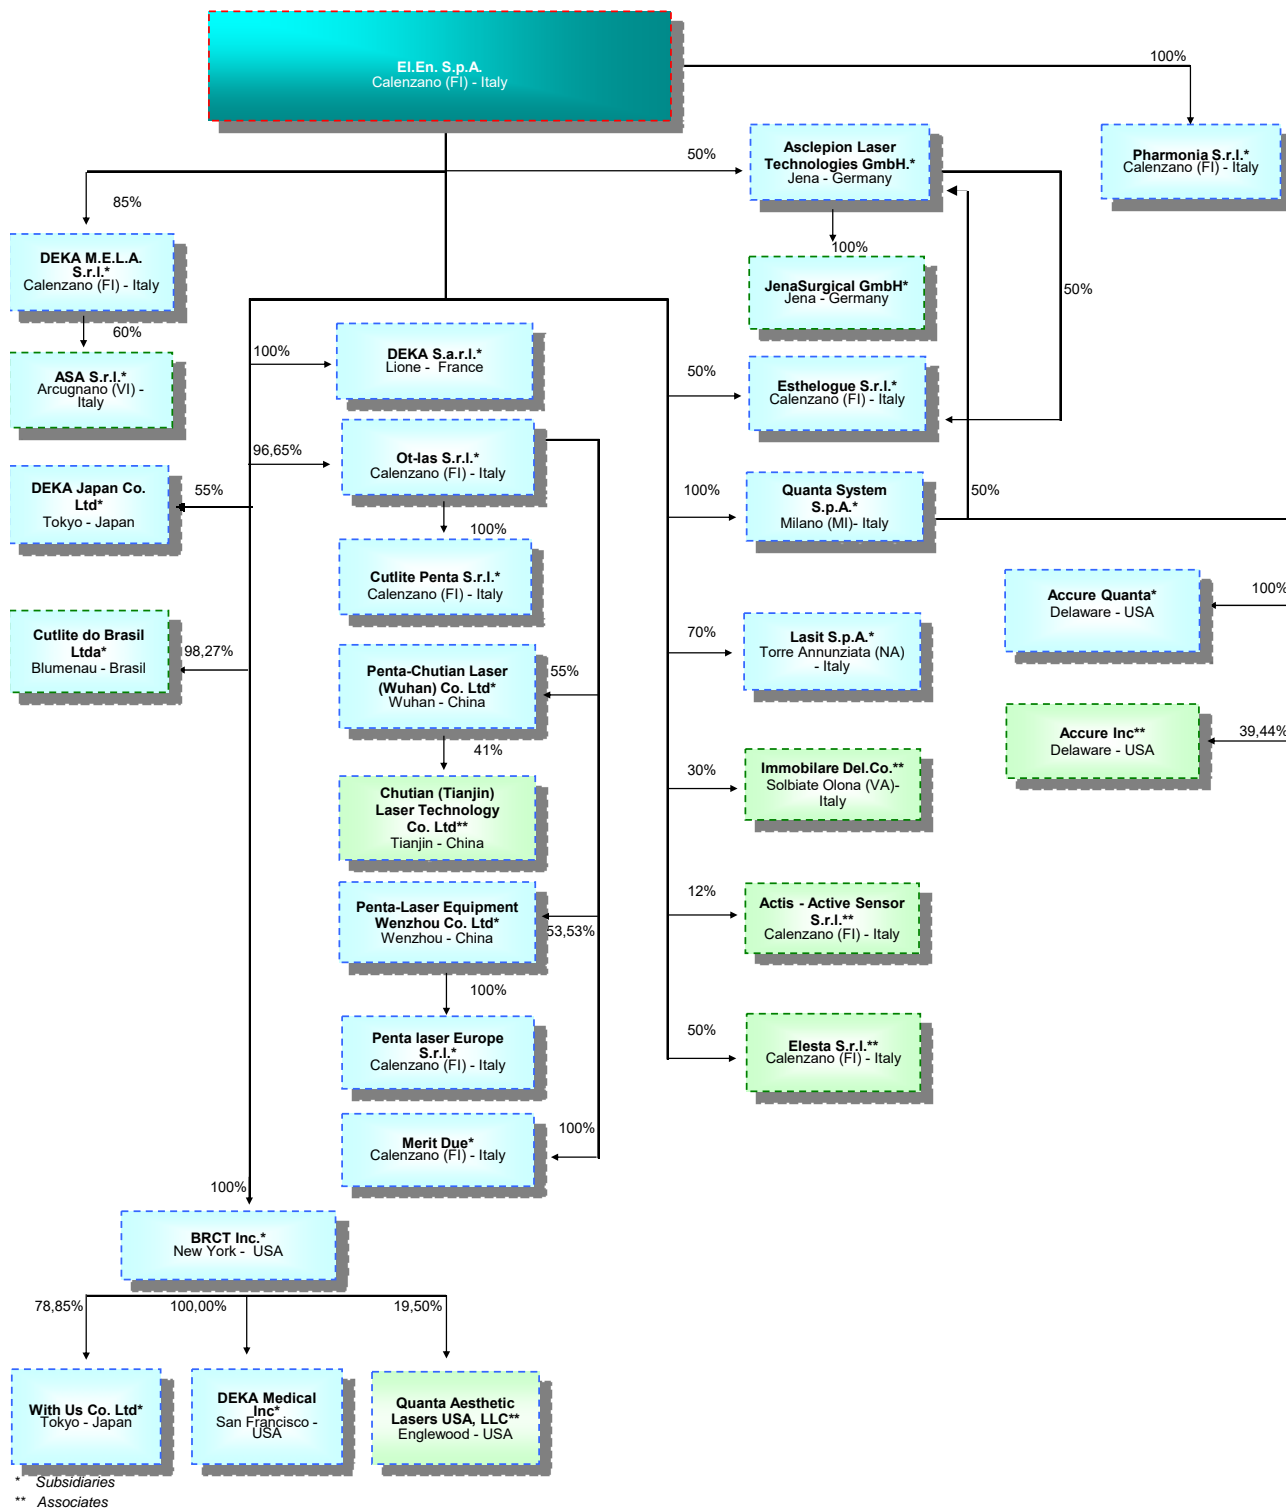 El.En. S.p.A.
Calenzano (FI) - Italy
100%
50%
Asclepion Laser
Technologies GmbH.*
Jena - Germany
Pharmonia S.r.l.*
Calenzano (FI) - Italy
85%
DEKA M.E.L.A.
S.r.l.*
Calenzano (FI) - Italy
100%
JenaSurgical GmbH*
Jena - Germany
50%
60%
ASA S.r.l.*
Arcugnano (VI) -
Italy
100%
DEKA S.a.r.l.*
Lione - France
50%
Esthelogue S.r.l.*
Calenzano (FI) - Italy
96,65%
Ot-las S.r.l.*
Calenzano (FI) - Italy
DEKA Japan Co.
Ltd*
Tokyo - Japan
55%
100%
Quanta System
S.p.A.*
Milano (MI)- Italy
50%
100%
Cutlite Penta S.r.l.*
Calenzano (FI) - Italy
Accure Quanta*
Delaware - USA
100%
Cutlite do Brasil
Ltda*
Blumenau - Brasil
98,27%
70%
Lasit S.p.A.*
Torre Annunziata (NA)
- Italy
Penta-Chutian Laser
(Wuhan) Co. Ltd*
Wuhan - China
55%
Accure Inc**
Delaware - USA
39,44%
41%
30%
Immobilare Del.Co.**
Solbiate Olona (VA)-
Italy
Chutian (Tianjin)
Laser Technology
Co. Ltd**
Tianjin - China
12%
Actis - Active Sensor
S.r.l.**
Calenzano (FI) - Italy
Penta-Laser Equipment
Wenzhou Co. Ltd*
Wenzhou - China
53,53%
100%
Penta laser Europe
S.r.l.*
Calenzano (FI) - Italy
50%
Elesta S.r.l.**
Calenzano (FI) - Italy
100%
Merit Due*
Calenzano (FI) - Italy
100%
BRCT Inc.*
New York - USA
78,85%
100,00%
19,50%
With Us Co. Ltd*
Tokyo - Japan
DEKA Medical
Inc*
San Francisco -
USA
Quanta Aesthetic
Lasers USA, LLC**
Englewood - USA
* Subsidiaries
** Associates